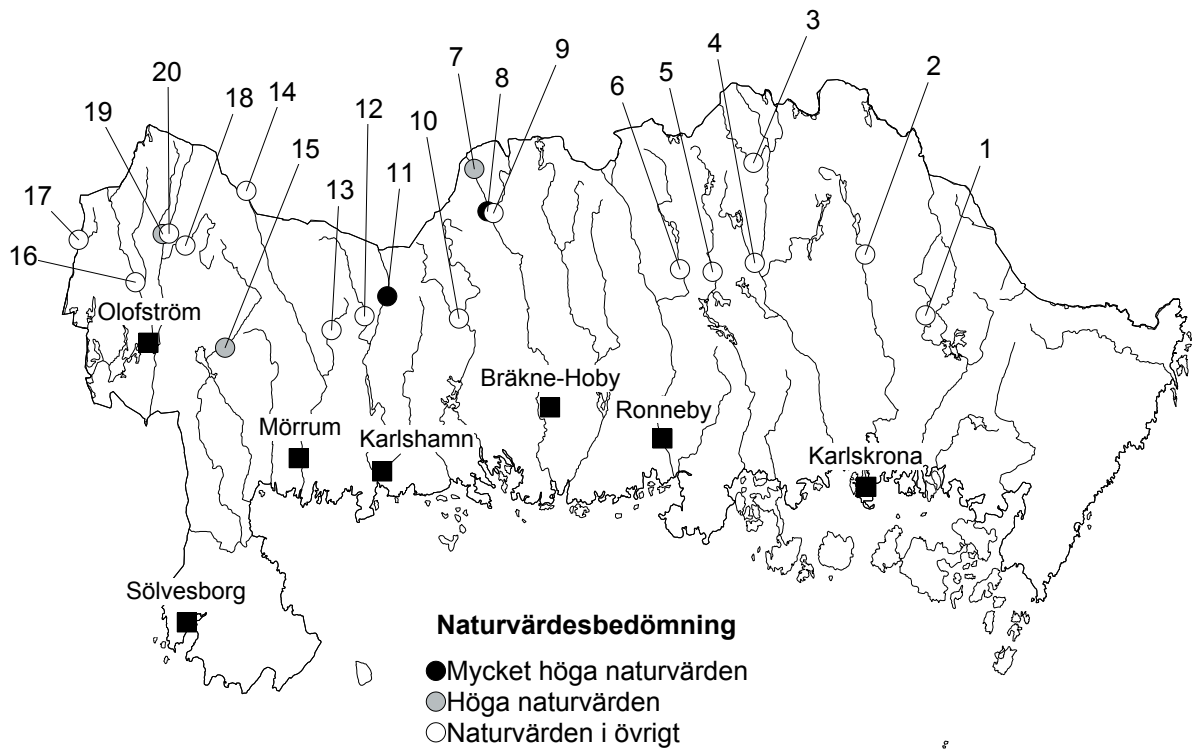 3
20
7
8
9
4
2
19
18
14
6
5
12
10
15
11
1
17
13
16
Olofström
Bräkne-Hoby
Ronneby
Mörrum
Karlshamn
Karlskrona
Sölvesborg
Naturvärdesbedömning
Mycket höga naturvärden
Höga naturvärden
Naturvärden i övrigt